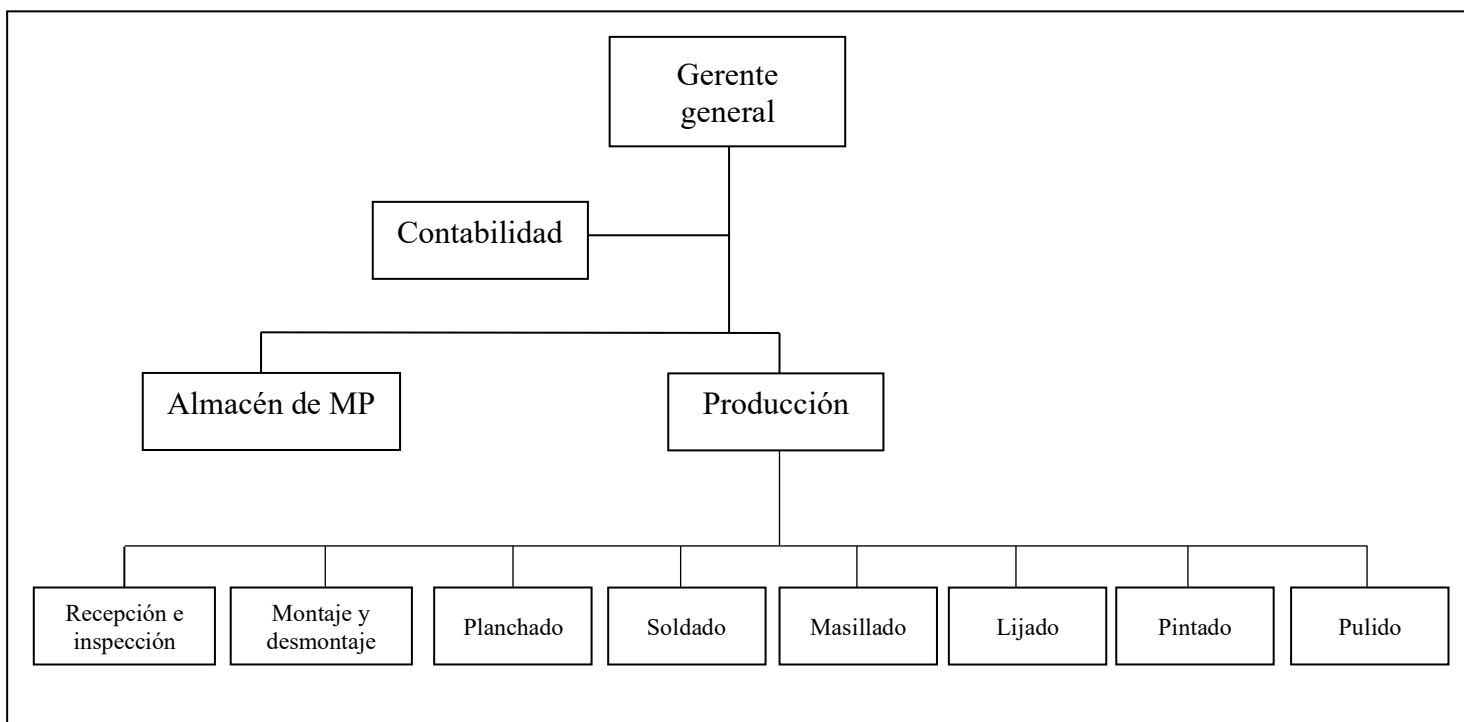 Gerente
general
Contabilidad
Almacén de MP
Producción
Recepción e
inspección
Montaje y
desmontaje
Planchado
Soldado
Masillado
Lijado
Pintado
Pulido